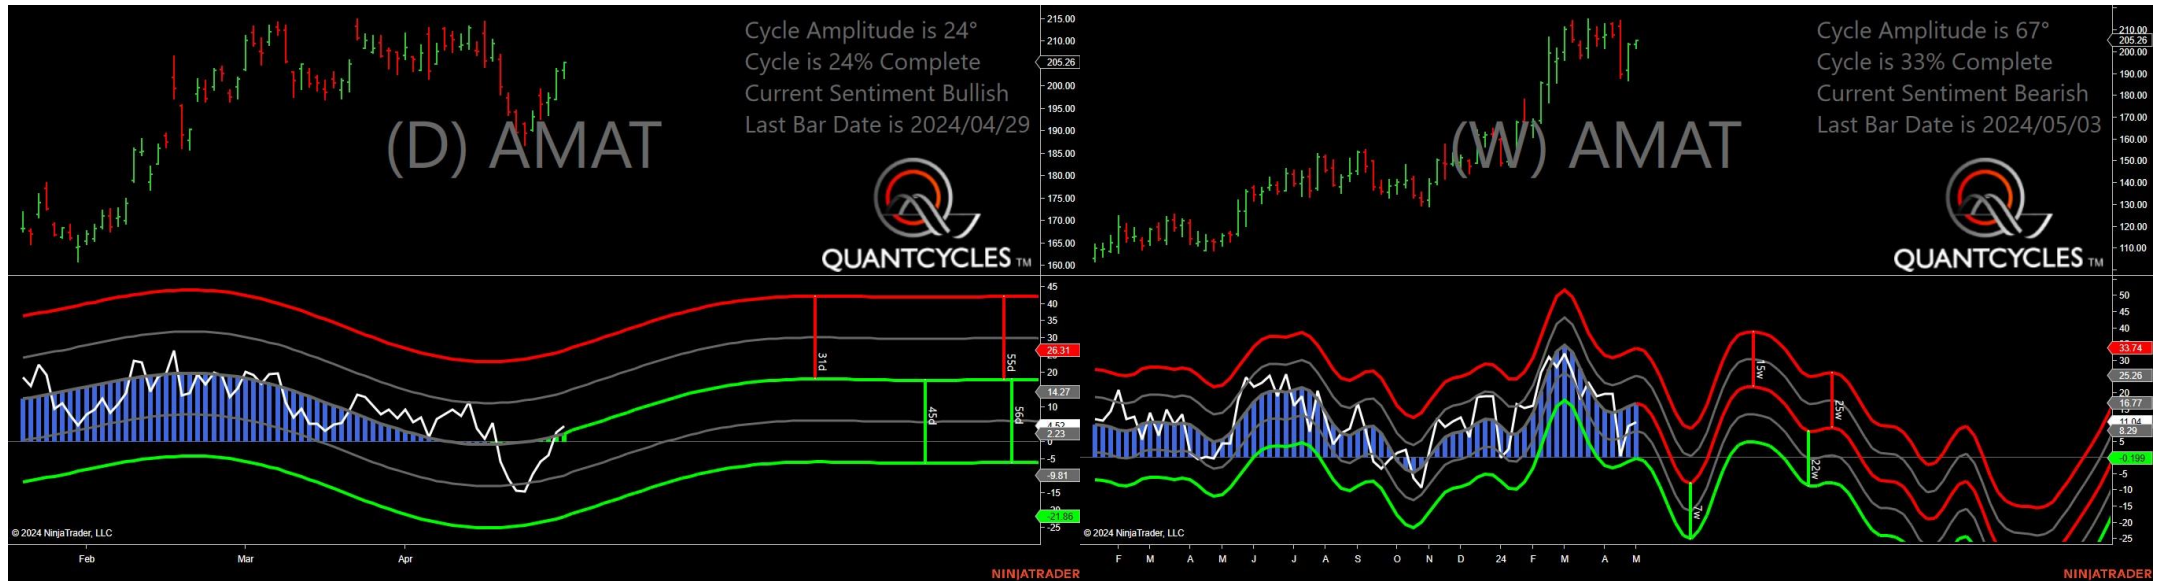 Cycle Amplitude is 24°
Cycle is 24% Complete
Current Sentiment Bullish
Last Bar Date is 2024/04/29
(D) AMAT
QUANTCYCLES TM
215.00
210.00
205.26
200.00
195.00
190.00
185.00
180.00
175.00
170.00
165.00
160.00
45
40
35
30
26.31
20
14.27
10
4.52
2.23
-5
-9.81
-15
-21.86
-25
31d
45d
55d
56d
© 2024 NinjaTrader, LLC
Feb Mar Apr
NINJATRADER
Cycle Amplitude is 67°
Cycle is 33% Complete
Current Sentiment Bearish
Last Bar Date is 2024/05/03
(W) AMAT
QUANTCYCLES TM
210.00
205.26
200.00
190.00
180.00
170.00
160.00
150.00
140.00
130.00
120.00
110.00
50
45
40
33.74
30
25.26
20
16.77
11.04
8.29
5
-0.199
-5
-10
-15
-20
-25
7w
15w
22w
25w
© 2024 NinjaTrader, LLC
F M A M J J A S O N D 24 F M A M
NINJATRADER